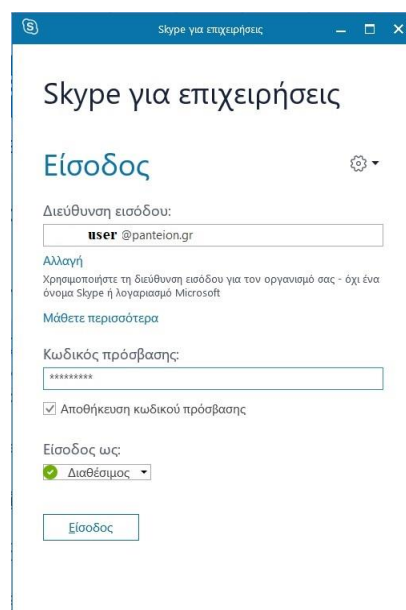 Skype για επιχειρήσεις
Skype για επιχειρήσεις
Είσοδος
Διεύθυνση εισόδου:
user @panteion.gr
Αλλαγή
Χρησιμοποιήστε τη διεύθυνση εισόδου για τον οργανισμό σας - όχι ένα
όνομα Skype ή λογαριασμό Microsoft
Μάθετε περισσότερα
Κωδικός πρόσβασης:
*********
Αποθήκευση κωδικού πρόσβασης
Είσοδος ως:
Διαθέσιμος
Είσοδος